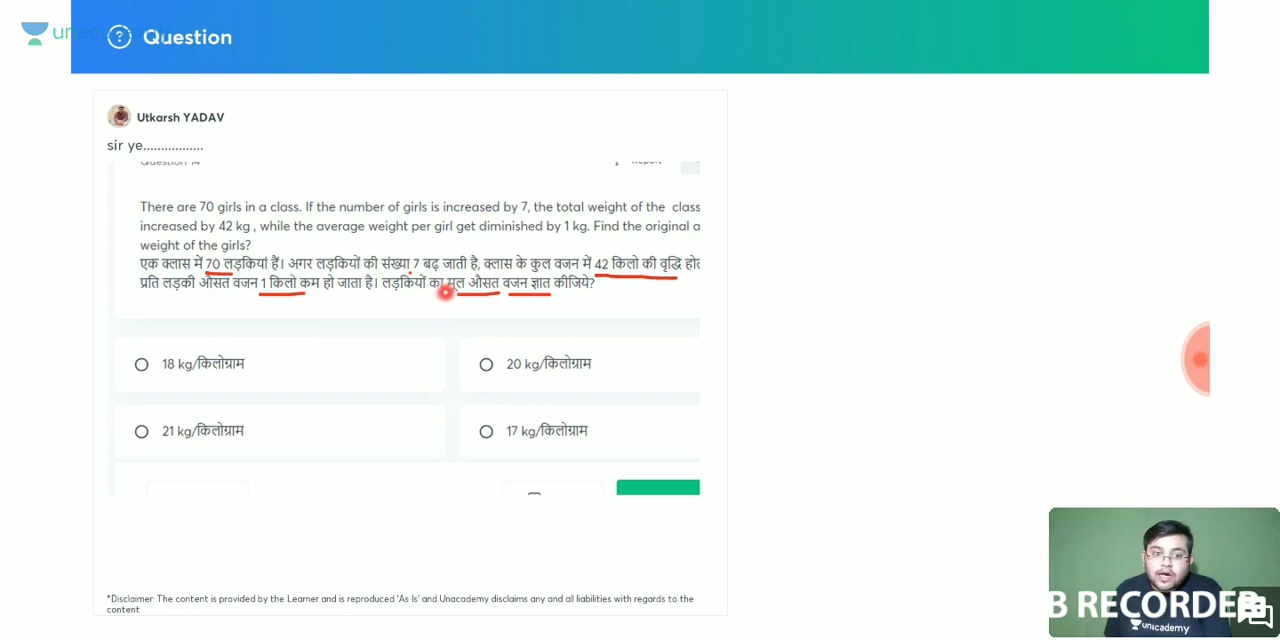 unacademy
Question
Utkarsh YADAV
sir ye.................
Question 14
Report
There are 70 girls in a class. If the number of girls is increased by 7, the total weight of the class
increased by 42 kg , while the average weight per girl get diminished by 1 kg. Find the original a
weight of the girls?
एक क्लास में 70 लड़कियां हैं। अगर लड़कियों की संख्या 7 बढ़ जाती है, क्लास के कुल वजन में 42 किलो की वृद्धि होत
प्रति लड़की औसत वजन 1 किलो कम हो जाता है। लड़कियों का मूल औसत वजन ज्ञात कीजिये?
18 kg/किलोग्राम
20 kg/किलोग्राम
21 kg/किलोग्राम
17 kg/किलोग्राम
*Disclaimer: The content is provided by the Learner and is reproduced 'As Is' and Unacademy disclaims any and all liabilities with regards to the
content
B RECORDER
unacademy